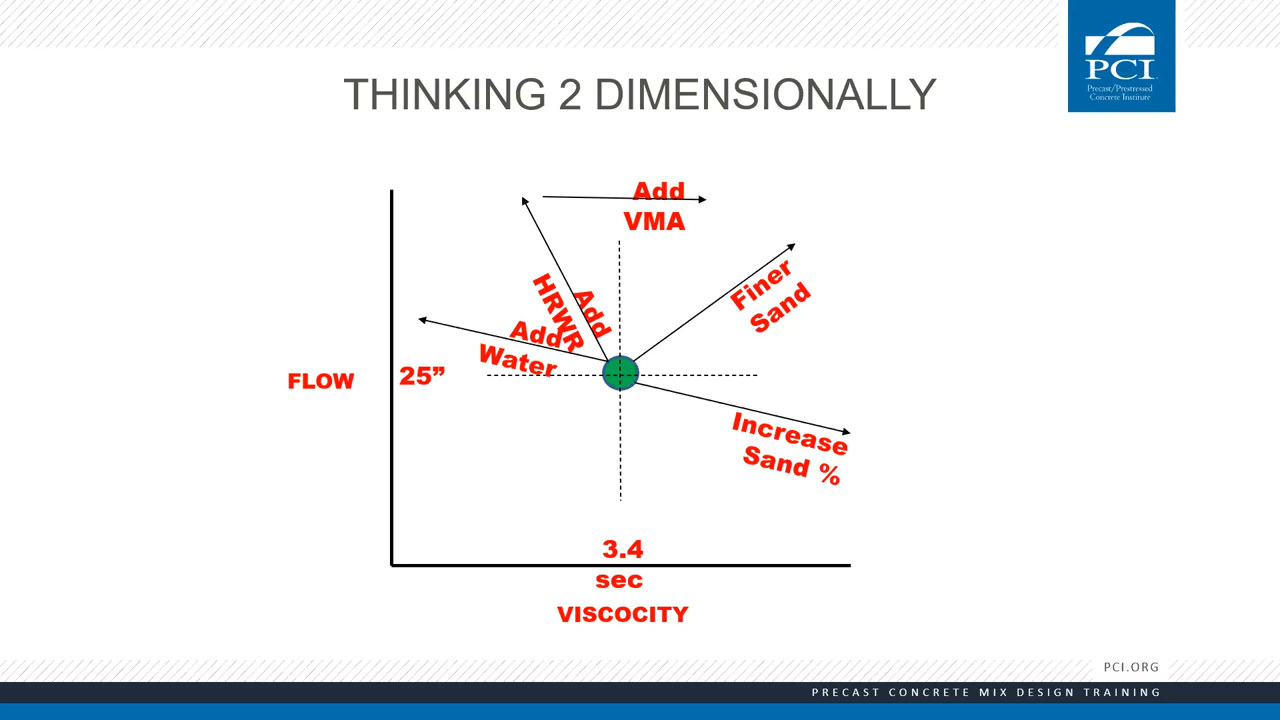 PCI
Precast/Prestressed
Concrete Institute
THINKING 2 DIMENSIONALLY
Add
VMA
Finer
Sand
Add
HRWR
Add
Water
FLOW
25”
Increase
Sand %
3.4
sec
VISCOCITY
PCI.ORG
PRECAST CONCRETE MIX DESIGN TRAINING